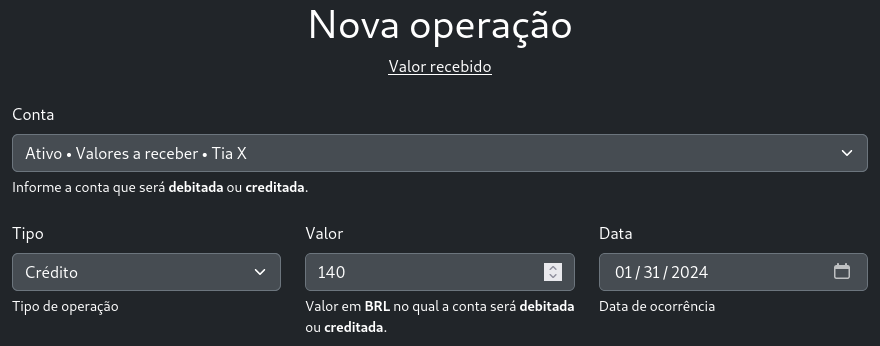 Nova operação
Valor recebido
Conta
Ativo • Valores a receber • Tia X
Informe a conta que será debitada ou creditada.
Tipo
Valor
Data
Crédito
140
01/31/2024
Tipo de operação
Valor em BRL no qual a conta será debitada
ou creditada.
Data de ocorrência